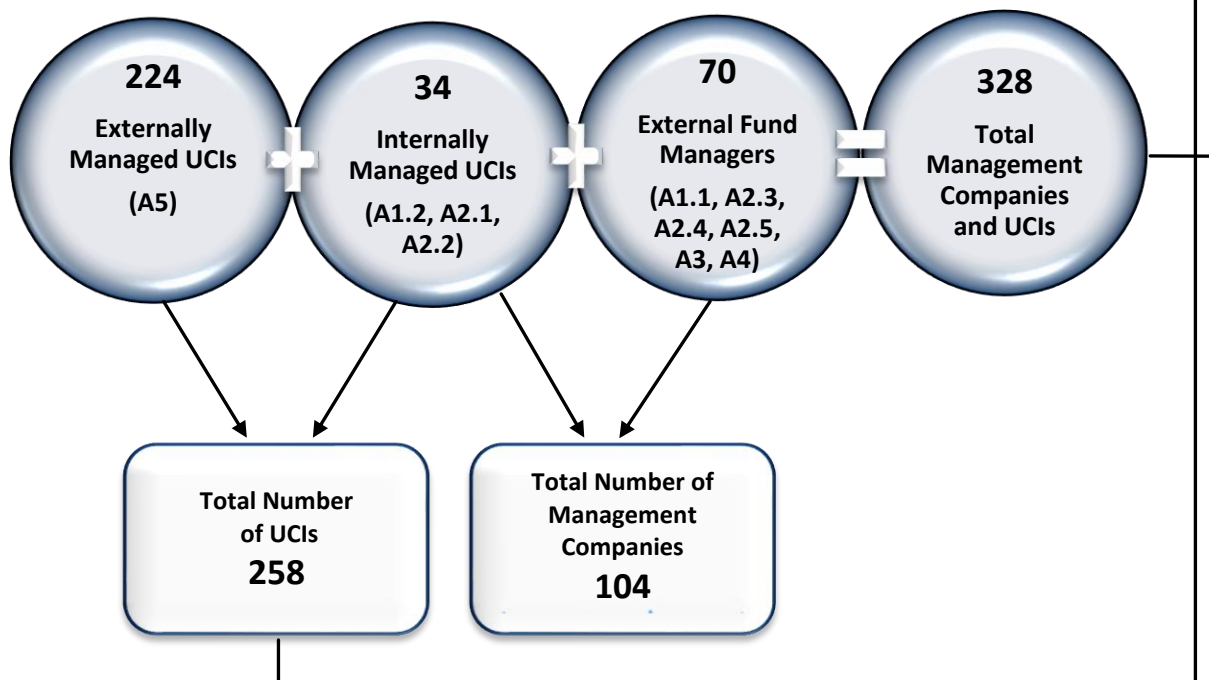 224
Externally
Managed UCIs
(A5)
34
Internally
Managed UCIs
(A1.2, A2.1,
A2.2)
70
External Fund
Managers
(A1.1, A2.3,
A2.4, A2.5,
A3, A4)
328
Total
Management
Companies
and UCIs
Total Number
of UCIs
258
Total Number of
Management
Companies
104